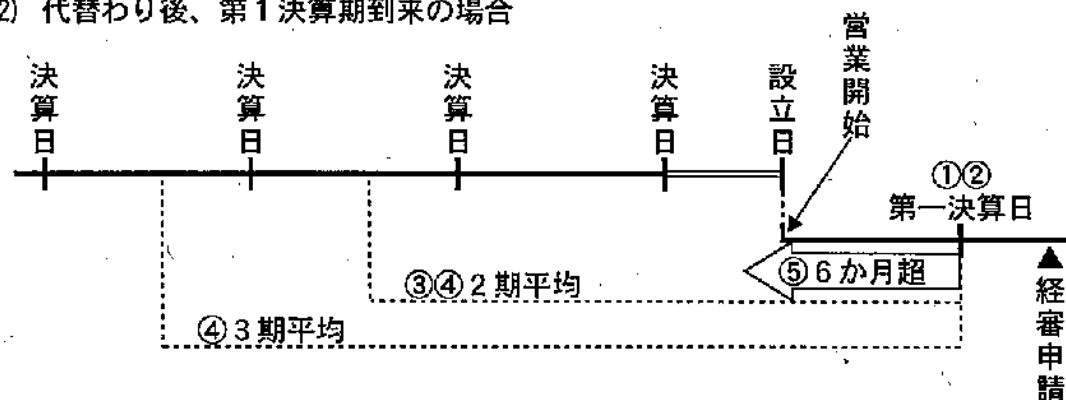 2) 代替わり後、第1決算期到来の場合
決算日
決算日
決算日
決算日
設立日
営業開始
①②
第一決算日
⑤6か月超
③④2期平均
④3期平均
▲
経審申請